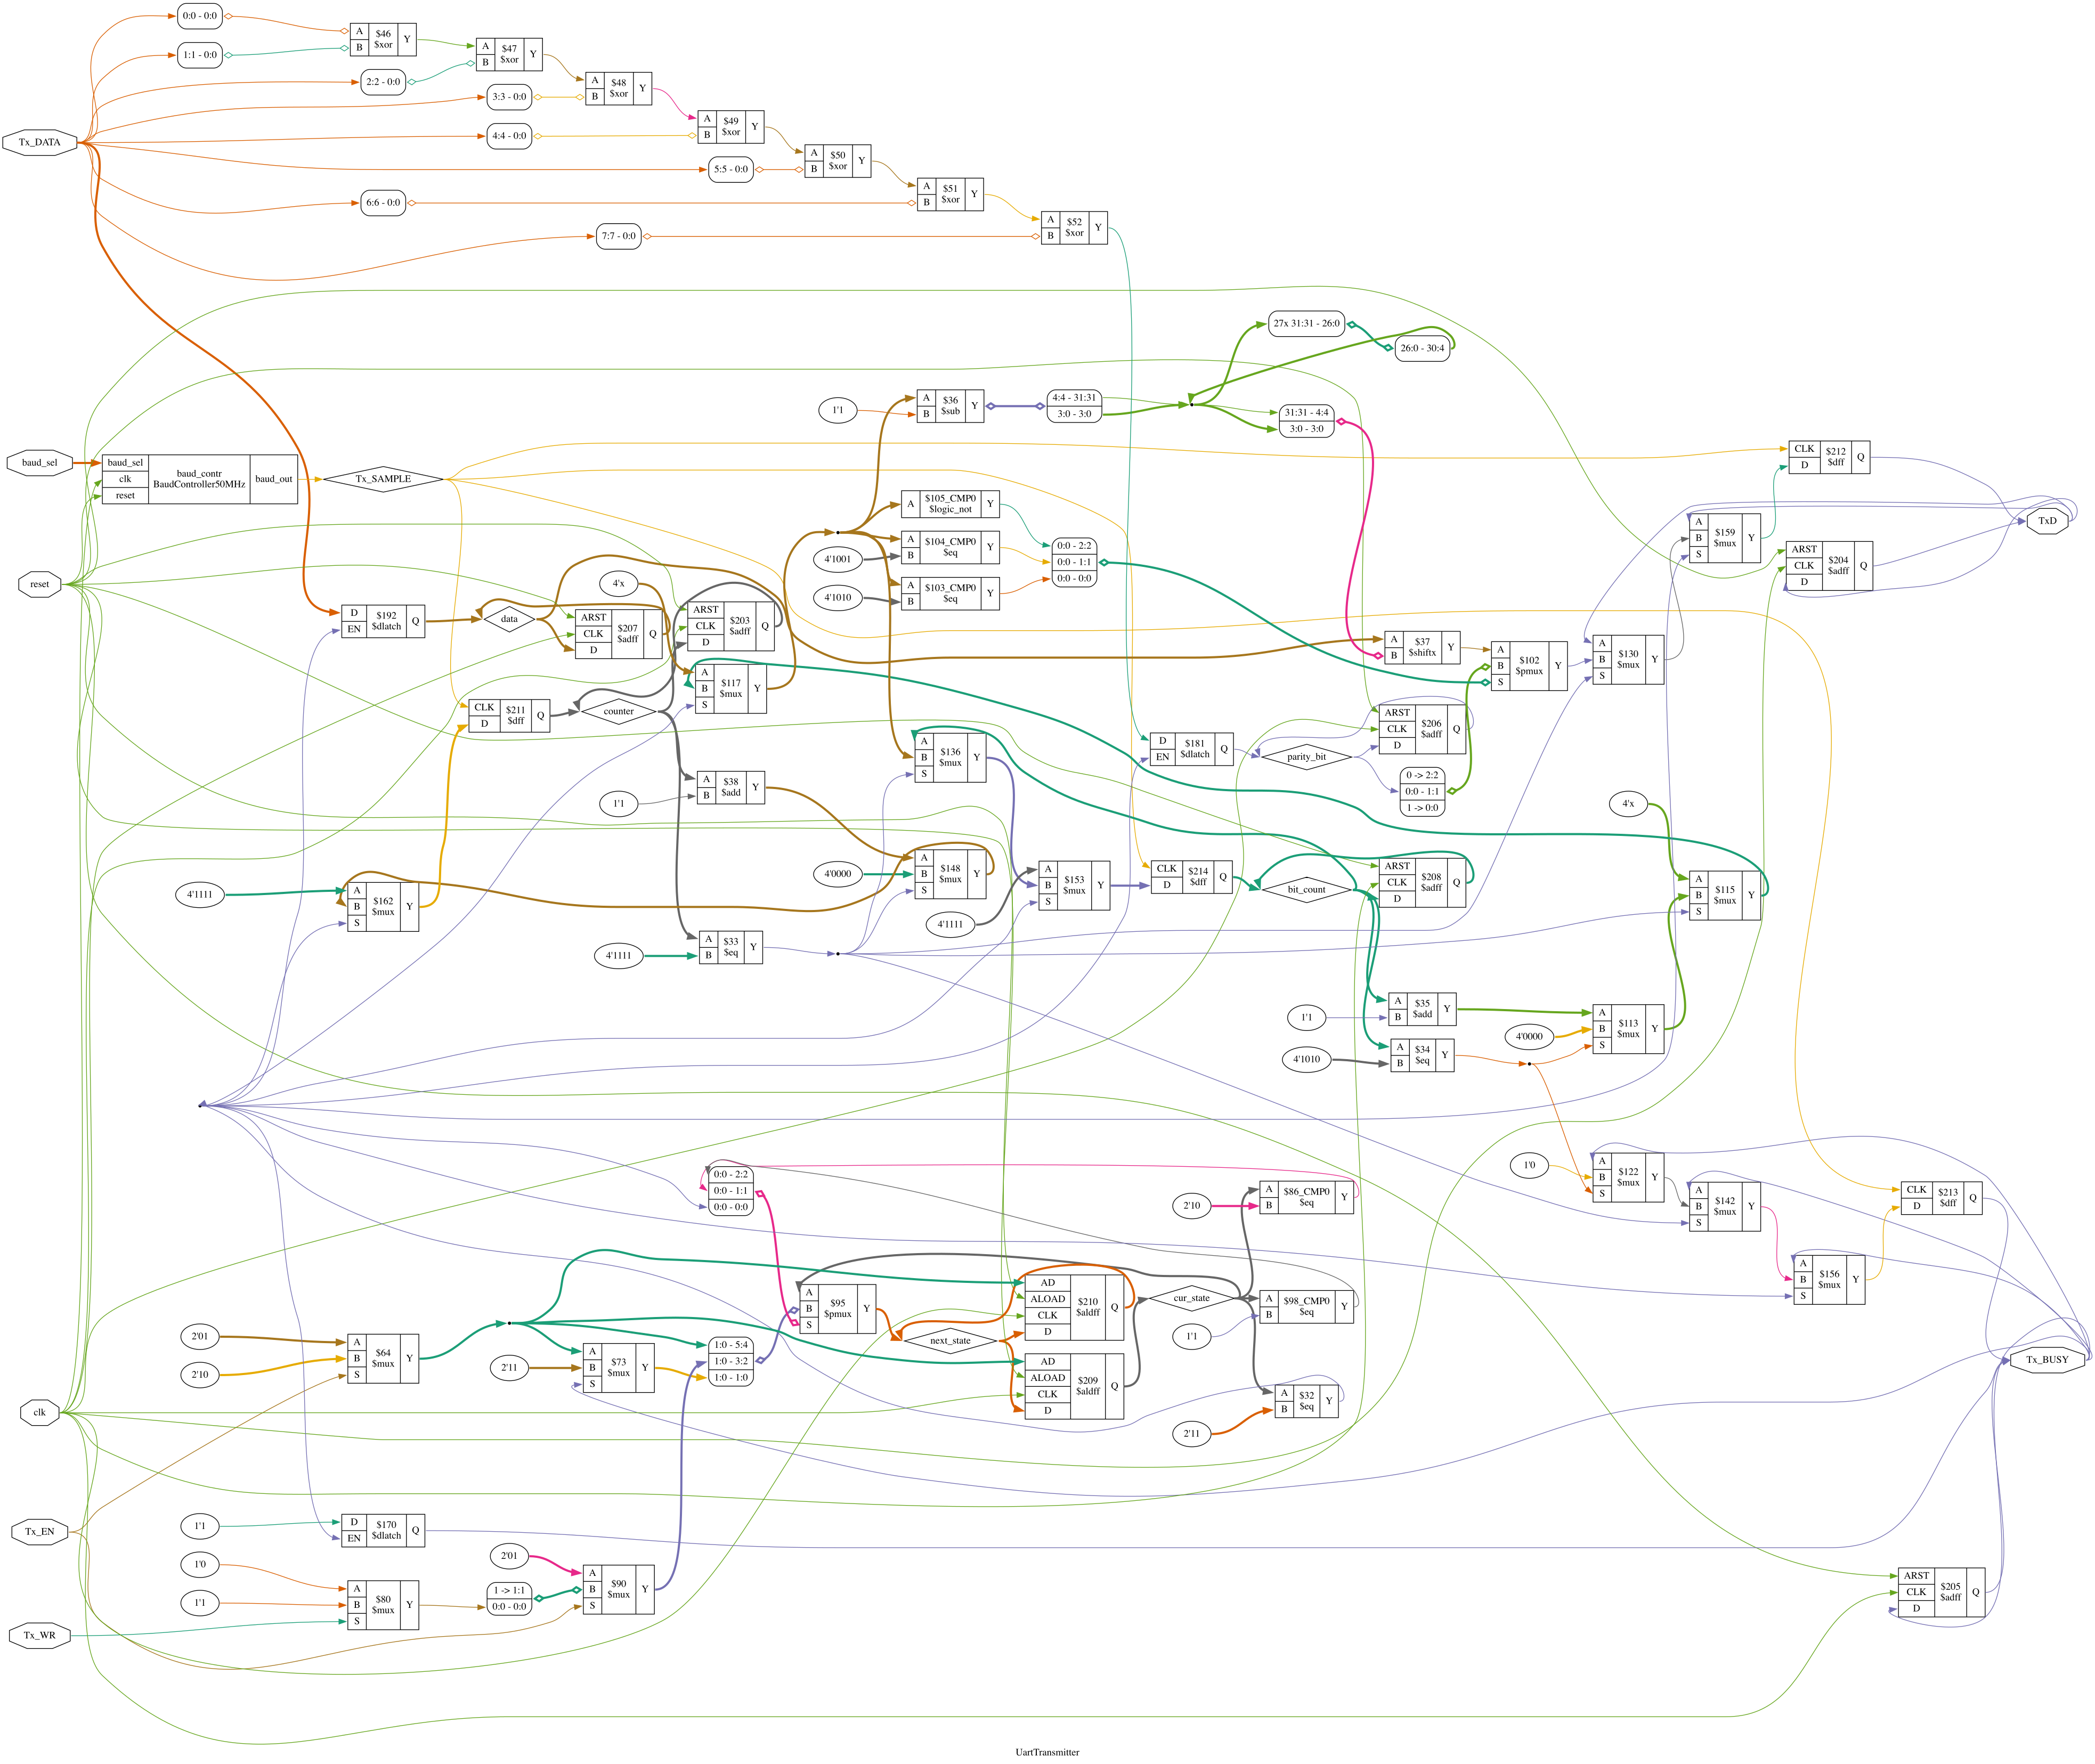 Tx_DATA
0:0 - 0:0
1:1 - 0:0
2:2 - 0:0
3:3 - 0:0
4:4 - 0:0
5:5 - 0:0
6:6 - 0:0
7:7 - 0:0
A B $46 $xor Y
A B $47 $xor Y
A B $48 $xor Y
A B $49 $xor Y
A B $50 $xor Y
A B $51 $xor Y
A B $52 $xor Y
27x 31:31 - 26:0
26:0 - 30:4
1'1
A B $36 $sub Y
4:4 - 31:31
3:0 - 3:0
31:31 - 4:4
3:0 - 3:0
baud_sel
baud_sel clk reset baud_contr BaudController50MHz baud_out
Tx_SAMPLE
CLK D $212 $dff Q
A $105_CMP0 $logic_not Y
4'1001
A B $104_CMP0 $eq Y
4'1010
A B $103_CMP0 $eq Y
0:0 - 2:2
0:0 - 1:1
0:0 - 0:0
A B S $159 $mux Y
TxD
ARST CLK D $204 $adff Q
reset
4'x
D EN $192 $dlatch Q
data
ARST CLK D $207 $adff Q
ARST CLK D $203 $adff Q
A B $37 $shiftx Y
A B S $102 $pmux Y
A B S $130 $mux Y
A B S $117 $mux Y
CLK D $211 $dff Q
counter
ARST CLK D $206 $adff Q
A B S $136 $mux Y
D EN $181 $dlatch Q
parity_bit
0 -> 2:2
0:0 - 1:1
1 -> 0:0
1'1
A B $38 $add Y
4'x
4'0000
A B S $148 $mux Y
A B S $153 $mux Y
CLK D $214 $dff Q
bit_count
ARST CLK D $208 $adff Q
A B S $115 $mux Y
4'1111
A B S $162 $mux Y
4'1111
4'1111
A B $33 $eq Y
1'1
A B $35 $add Y
4'0000
A B S $113 $mux Y
4'1010
A B $34 $eq Y
1'0
A B S $122 $mux Y
A B S $142 $mux Y
CLK D $213 $dff Q
0:0 - 2:2
0:0 - 1:1
0:0 - 0:0
2'10
A B $86_CMP0 $eq Y
A B S $156 $mux Y
A B S $95 $pmux Y
AD ALOAD CLK D $210 $aldff Q
cur_state
A B $98_CMP0 $eq Y
1'1
next_state
2'01
2'10
A B S $64 $mux Y
2'11
A B S $73 $mux Y
1:0 - 5:4
1:0 - 3:2
1:0 - 1:0
AD ALOAD CLK D $209 $aldff Q
A B $32 $eq Y
2'11
Tx_BUSY
clk
Tx_EN
1'1
D EN $170 $dlatch Q
1'0
1'1
A B S $80 $mux Y
2'01
1 -> 1:1
0:0 - 0:0
A B S $90 $mux Y
Tx_WR
ARST CLK D $205 $adff Q
UartTransmitter